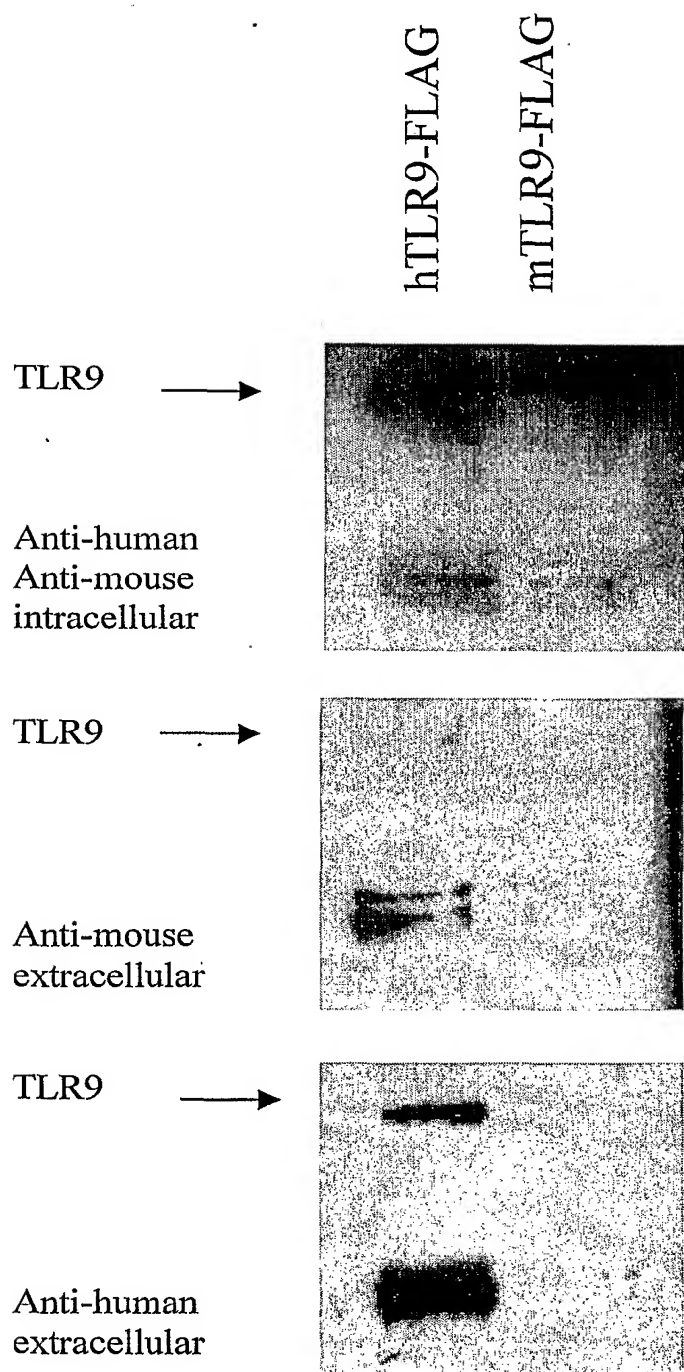 hTLR9-FLAG
mTLR9-FLAG
TLR9
Anti-human
Anti-mouse
intracellular
TLR9
Anti-mouse
extracellular
TLR9
Anti-human
extracellular